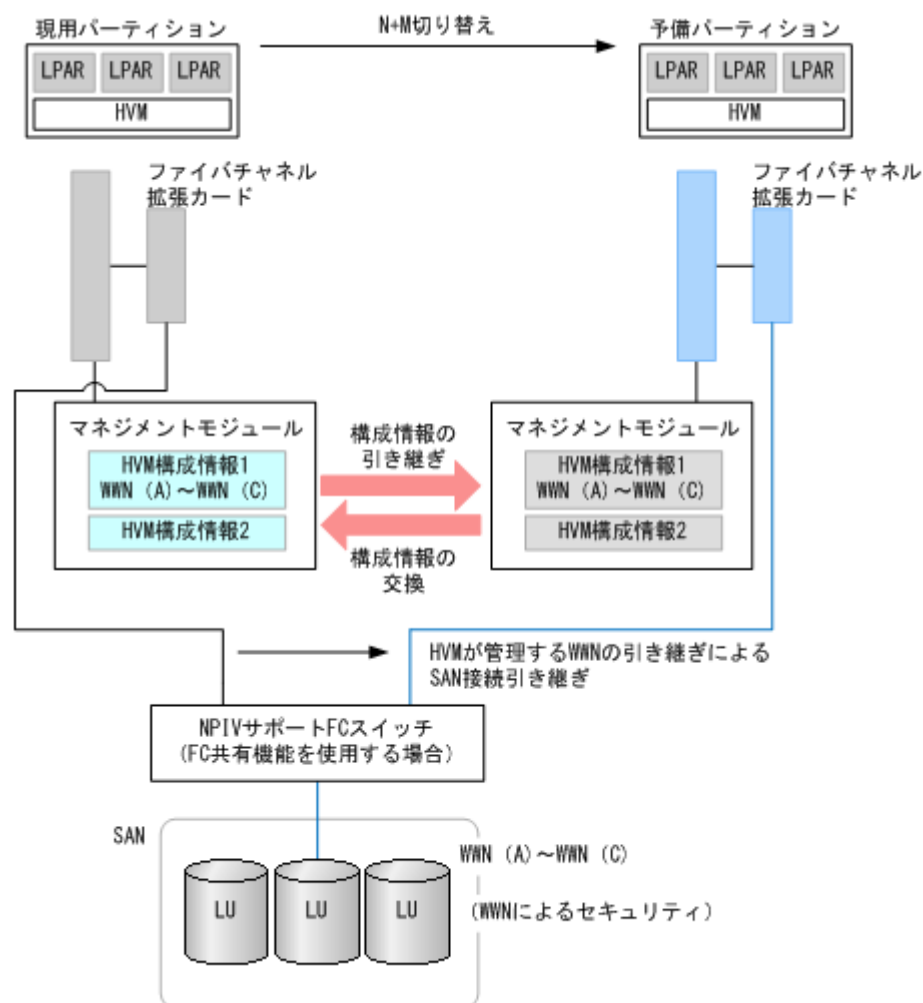 現用パーティション
N+M切り替え
予備パーティション
LPAR LPAR LPAR
HVM
LPAR LPAR LPAR
HVM
ファイバチャネル
拡張カード
ファイバチャネル
拡張カード
マネジメントモジュール
HVM構成情報1
WWN (A)～WWN (C)
HVM構成情報2
構成情報の
引き継ぎ
構成情報の
交換
マネジメントモジュール
HVM構成情報1
WWN (A)～WWN (C)
HVM構成情報2
HVMが管理するWWNの引き継ぎによる
SAN接続引き継ぎ
NPIVサポートFCスイッチ
(FC共有機能を使用する場合)
SAN
WWN (A)～WWN (C)
LU LU LU
(WWNによるセキュリティ)